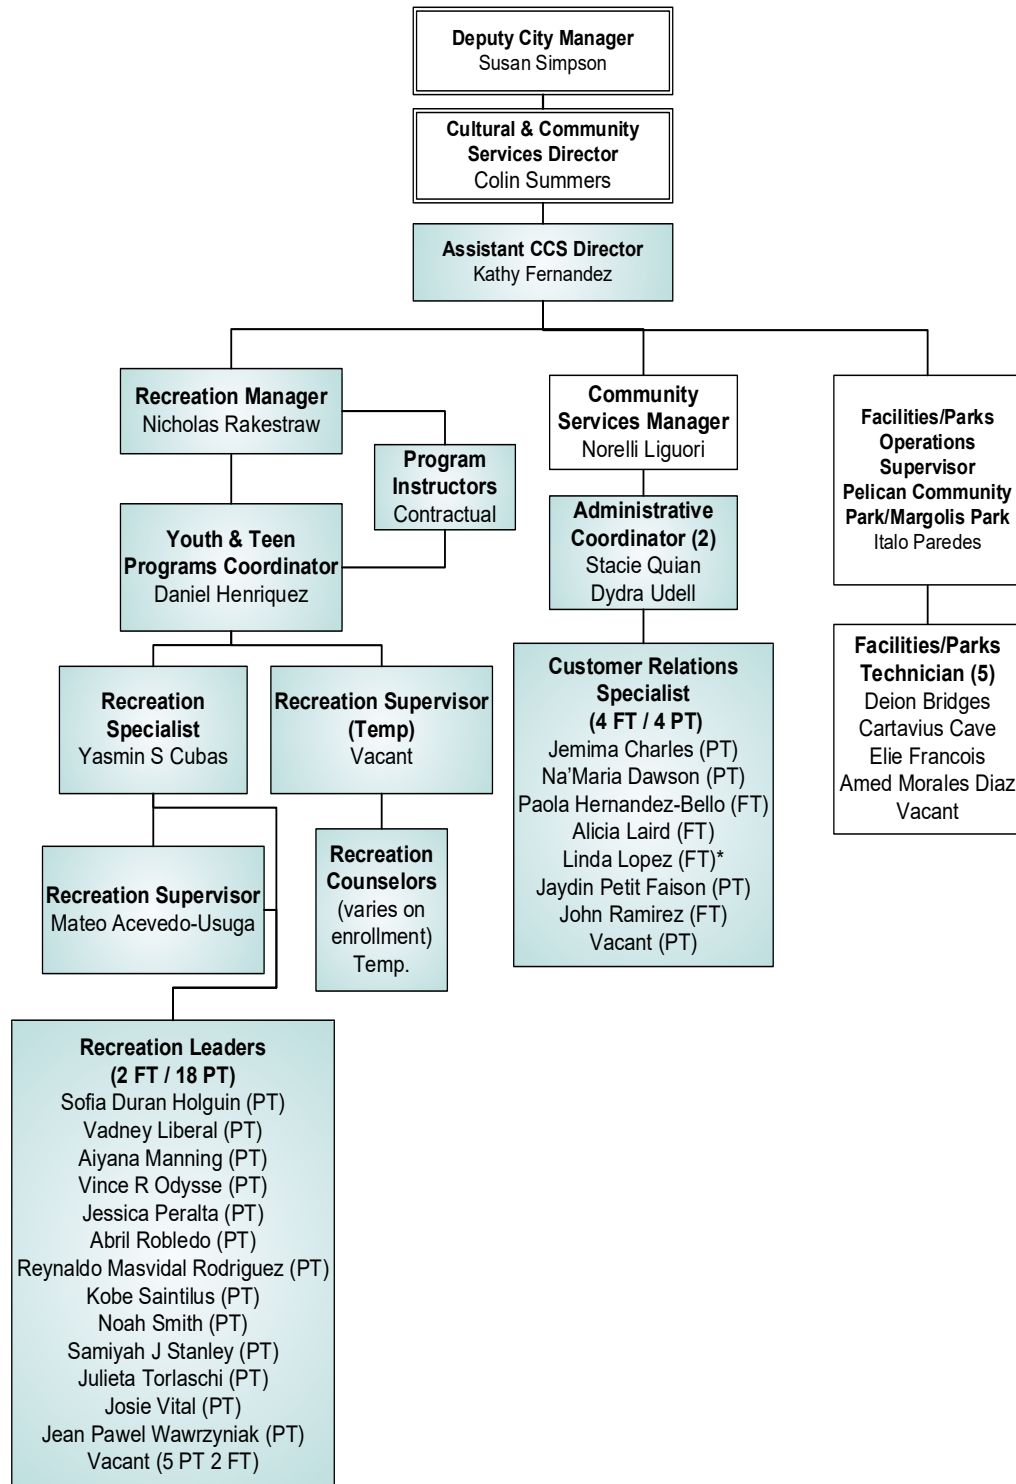 Deputy City Manager
Susan Simpson
Cultural & Community
Services Director
Colin Summers
Assistant CCS Director
Kathy Fernandez
Recreation Manager
Nicholas Rakestraw
Program
Instructors
Contractual
Youth & Teen
Programs Coordinator
Daniel Henriquez
Recreation
Specialist
Yasmin S Cubas
Recreation Supervisor
(Temp)
Vacant
Recreation Supervisor
Mateo Acevedo-Usuga
Recreation
Counselors
(varies on
enrollment)
Temp.
Recreation Leaders
(2 FT / 18 PT)
Sofia Duran Holguin (PT)
Vadney Liberal (PT)
Aiyana Manning (PT)
Vince R Odysse (PT)
Jessica Peralta (PT)
Abril Robledo (PT)
Reynaldo Masvidal Rodriguez (PT)
Kobe Saintilus (PT)
Noah Smith (PT)
Samiyah J Stanley (PT)
Julieta Torlaschi (PT)
Josie Vital (PT)
Jean Pawel Wawrzyniak (PT)
Vacant (5 PT 2 FT)
Community
Services Manager
Norelli Liguori
Administrative
Coordinator (2)
Stacie Quian
Dydra Udell
Customer Relations
Specialist
(4 FT / 4 PT)
Jemima Charles (PT)
Na’Maria Dawson (PT)
Paola Hernandez-Bello (FT)
Alicia Laird (FT)
Linda Lopez (FT)*
Jaydin Petit Faison (PT)
John Ramirez (FT)
Vacant (PT)
Facilities/Parks
Operations
Supervisor
Pelican Community
Park/Margolis Park
Italo Paredes
Facilities/Parks
Technician (5)
Deion Bridges
Cartavius Cave
Elie Francois
Amed Morales Diaz
Vacant